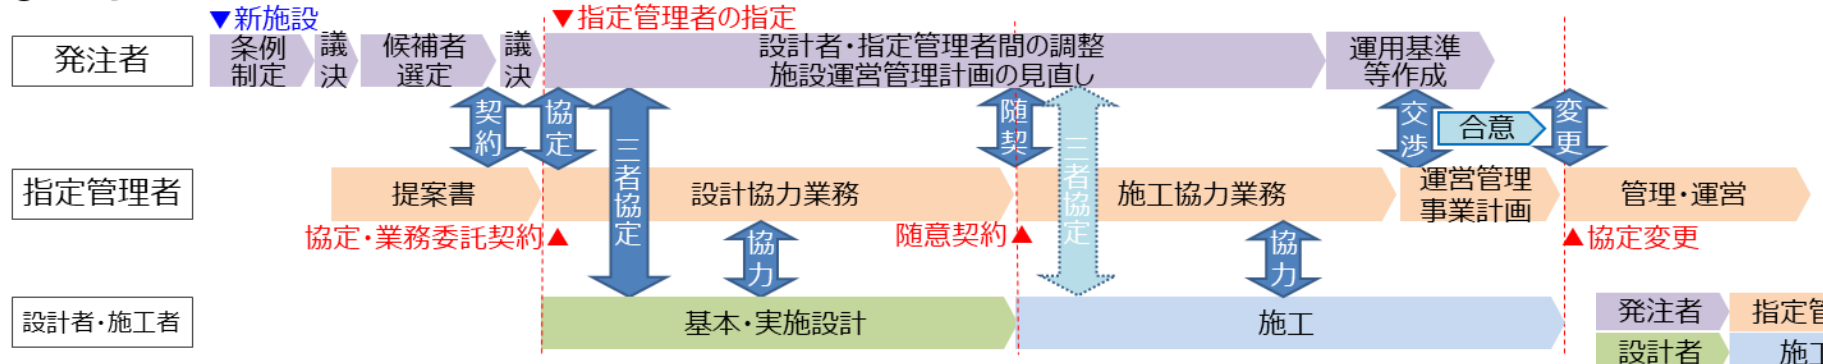 ▼新施設
▼指定管理者の指定
発注者
条例
制定
議
決
候補者
選定
議
決
設計者・指定管理者間の調整
施設運営管理計画の見直し
運用基準
等作成
契
約
協
定
三者協定
随
契
三者協定
交
渉
合意
変
更
指定管理者
提案書
設計協力業務
施工協力業務
運営管理
事業計画
管理・運営
協定・業務委託契約▲
随意契約▲
▲協定変更
協
力
協
力
設計者・施工者
基本・実施設計
施工
発注者
指定管
設計者
施工